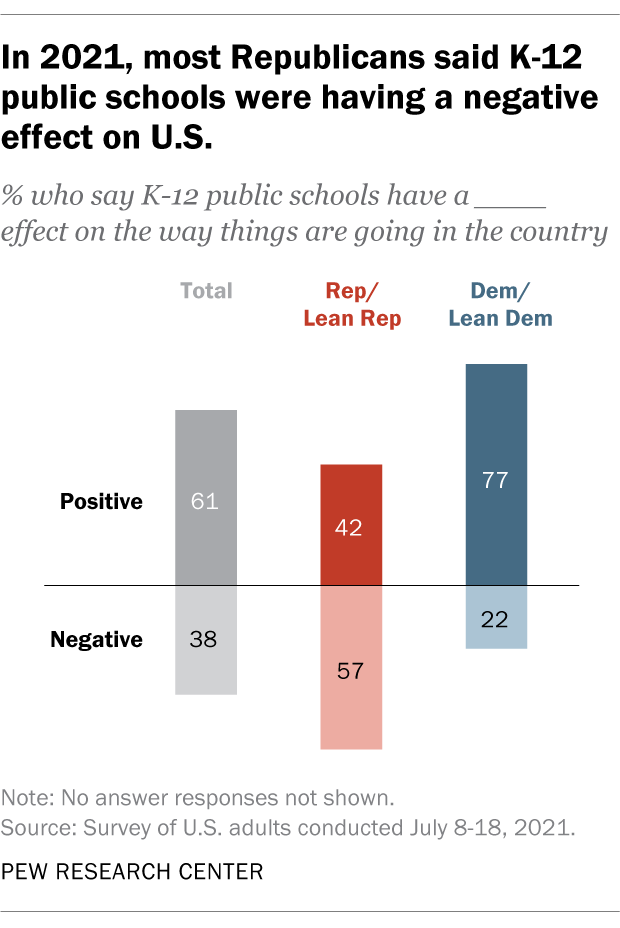 In 2021, most Republicans said K-12
public schools were having a negative
effect on U.S.
% who say K-12 public schools have a ____
effect on the way things are going in the country
Total
Rep/
Lean Rep
Dem/
Lean Dem
Positive
61
42
77
Negative
38
57
22
Note: No answer responses not shown.
Source: Survey of U.S. adults conducted July 8-18, 2021.
PEW RESEARCH CENTER